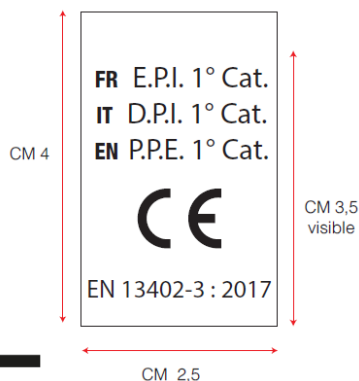 FR E.P.I. 1° Cat.
IT D.P.I. 1° Cat.
EN P.P.E. 1° Cat.
CM 4
CE
CM 3,5
visible
EN 13402-3 : 2017
CM 2.5